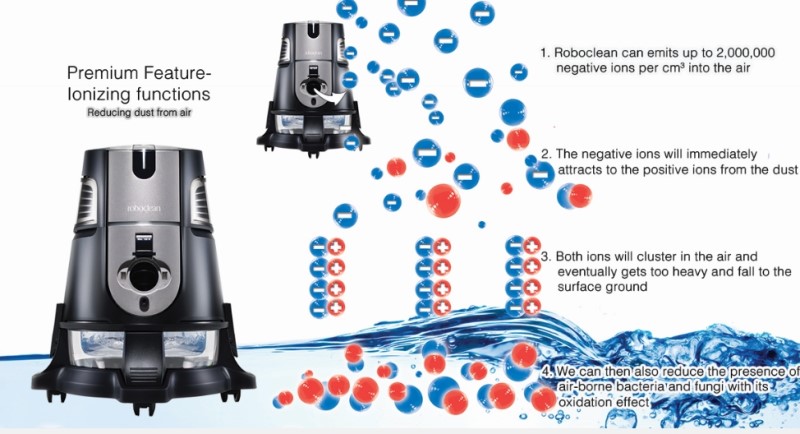 Premium Feature-
Ionizing functions
Reducing dust from air
roboclean
roboclean
1. Roboclean can emits up to 2,000,000
negative ions per cm³ into the air
2. The negative ions will immediately
attracts to the positive ions from the dust
3. Both ions will cluster in the air and
eventually gets too heavy and fall to the
surface ground
4. We can then also reduce the presence of
air-borne bacteria and fungi with its
oxidation effect